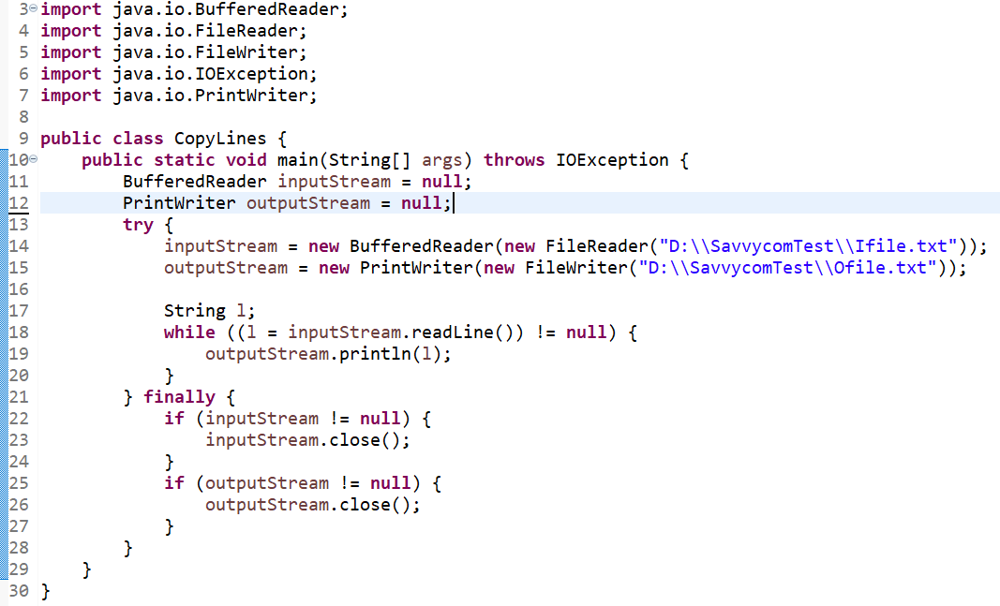 3 import java.io.BufferedReader;
4 import java.io.FileReader;
5 import java.io.FileWriter;
6 import java.io.IOException;
7 import java.io.PrintWriter;
8
9 public class CopyLines {
10     public static void main(String[] args) throws IOException {
11         BufferedReader inputStream = null;
12         PrintWriter outputStream = null;
13         try {
14             inputStream = new BufferedReader(new FileReader("D:\\SavvycomTest\\Ifile.txt"));
15             outputStream = new PrintWriter(new FileWriter("D:\\SavvycomTest\\Ofile.txt"));
16
17             String l;
18             while ((l = inputStream.readLine()) != null) {
19                 outputStream.println(l);
20             }
21         } finally {
22             if (inputStream != null) {
23                 inputStream.close();
24             }
25             if (outputStream != null) {
26                 outputStream.close();
27             }
28         }
29     }
30 }